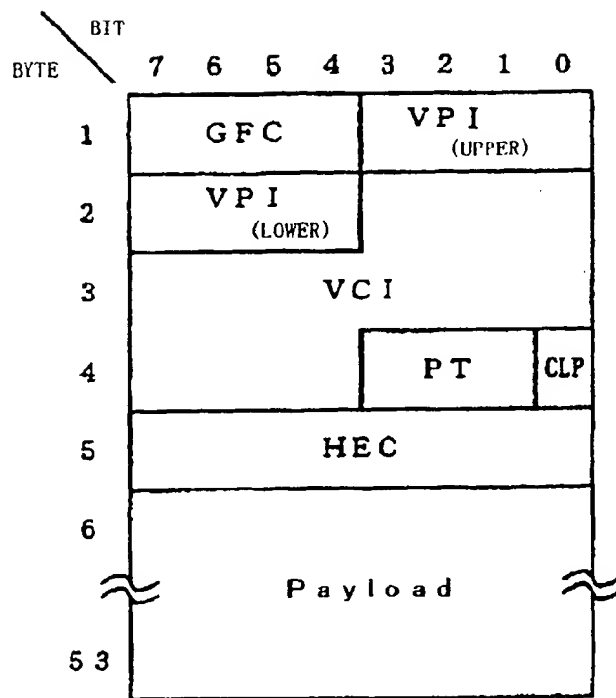 BIT
BYTE
7 6 5 4 3 2 1 0
1 GFC VPI
(UPPER)
2 VPI
(LOWER)
3 VCI
4 PT CLP
5 HEC
6
Payload
53